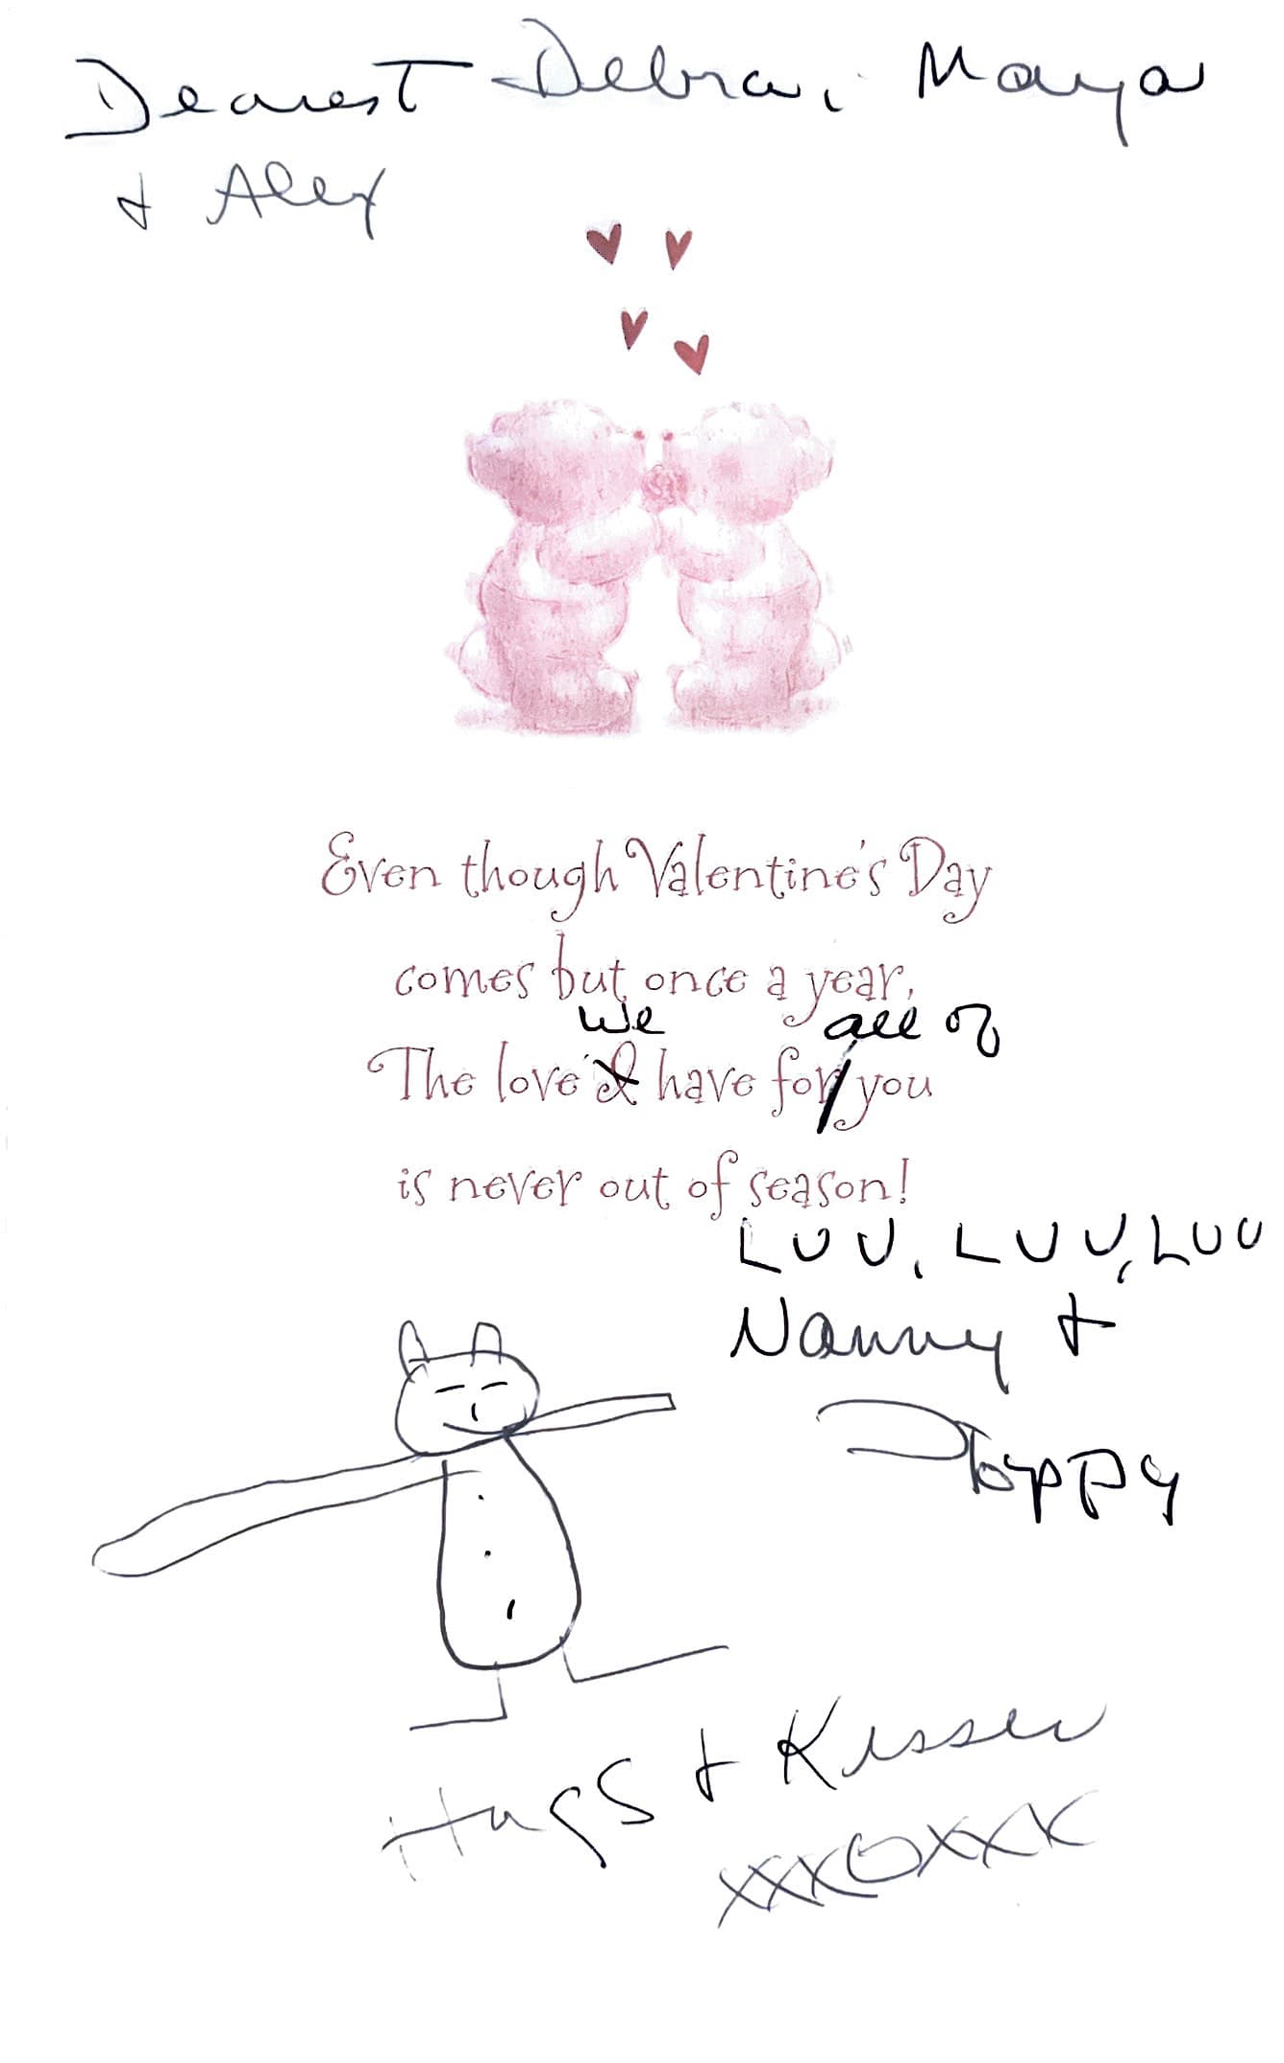 Dearest Debra, Maya
+ Alex
Even though Valentine's Day
comes but once a year,
we all of
The love I have for you
is never out of season!
LUV, LUV, LUV
Nanny +
Poppy
Hugs + Kisses
xxxoxxx